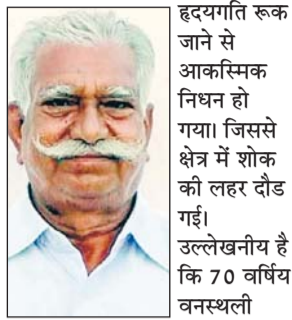 हृदयगति रूक
जाने से
आकस्मिक
निधन हो
गया। जिससे
क्षेत्र में शोक
की लहर दौड
गई।
उल्लेखनीय है
कि 70 वर्षिय
वनस्थली